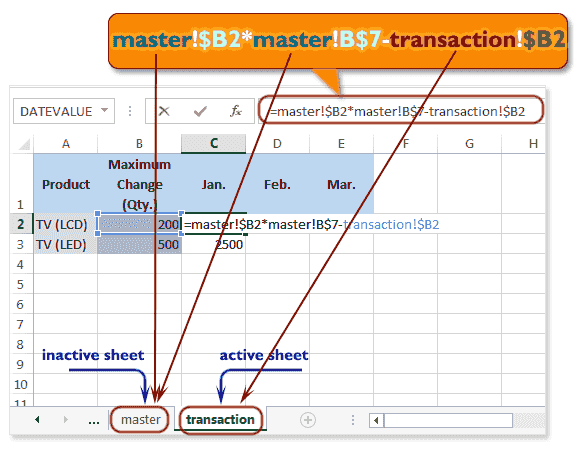 master!$B2*master!B$7-transaction!$B2
DATEVALUE fx =master!$B2*master!B$7-transaction!$B2
A B C D E F G H
1 Product Maximum Change (Qty.) Jan. Feb. Mar.
2 TV (LCD) 200 =master!$B2*master!B$7-transaction!$B2
3 TV (LED) 500 2500
4
5
6
7
8
9
10
11
inactive sheet active sheet
... master transaction